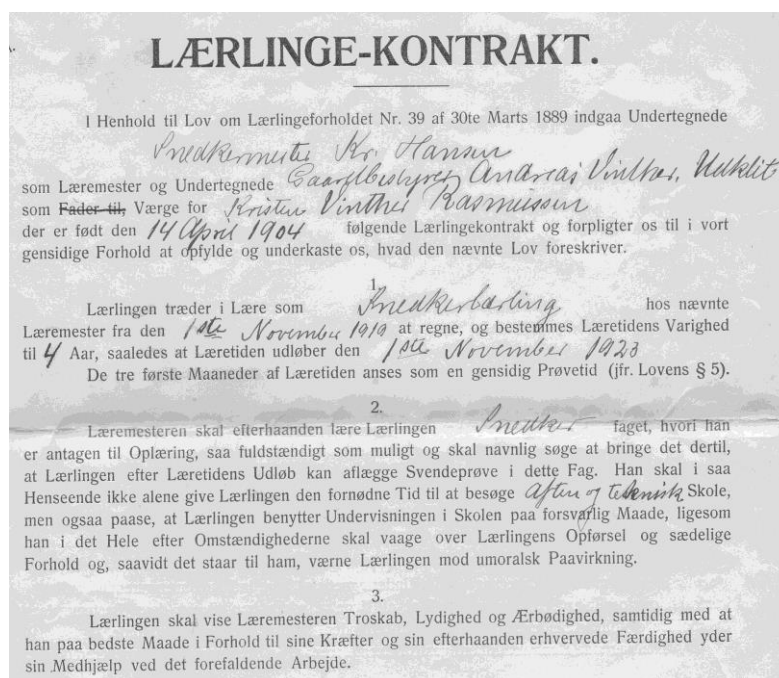 LÆRLINGE-KONTRAKT.
I Henhold til Lov om Lærlingeforholdet Nr. 39 af 30te Marts 1889 indgaa Undertegnede
Snedkermester Kr. Hansen
som Læremester og Undertegnede Gaardbestyrer Andreas Vinther, Udklit
som Fader til, Værge for Kristen Vinther Rasmussen
der er født den 14 April 1904 følgende Lærlingekontrakt og forpligter os til i vort
gensidige Forhold at opfylde og underkaste os, hvad den nævnte Lov foreskriver.
1.
Lærlingen træder i Lære som Snedkerlærling hos nævnte
Læremester fra den 1ste November 1919 at regne, og bestemmes Læretidens Varighed
til 4 Aar, saaledes at Læretiden udløber den 1ste November 1923
De tre første Maaneder af Læretiden anses som en gensidig Prøvetid (jfr. Lovens § 5).
2.
Læremesteren skal efterhaanden lære Lærlingen Snedker faget, hvori han
er antagen til Oplæring, saa fuldstændigt som muligt og skal navnlig søge at bringe det dertil,
at Lærlingen efter Læretidens Udløb kan aflægge Svendeprøve i dette Fag. Han skal i saa
Henseende ikke alene give Lærlingen den fornødne Tid til at besøge Aften og teknisk Skole,
men ogsaa paase, at Lærlingen benytter Undervisningen i Skolen paa forsvarlig Maade, ligesom
han i det Hele efter Omstændighederne skal vaage over Lærlingens Opførsel og sædelige
Forhold og, saavidt det staar til ham, værne Lærlingen mod umoralsk Paavirkning.
3.
Lærlingen skal vise Læremesteren Troskab, Lydighed og Ærbødighed, samtidig med at
han paa bedste Maade i Forhold til sine Kræfter og sin efterhaanden erhvervede Færdighed yder
sin Medhjælp ved det forefaldende Arbejde.